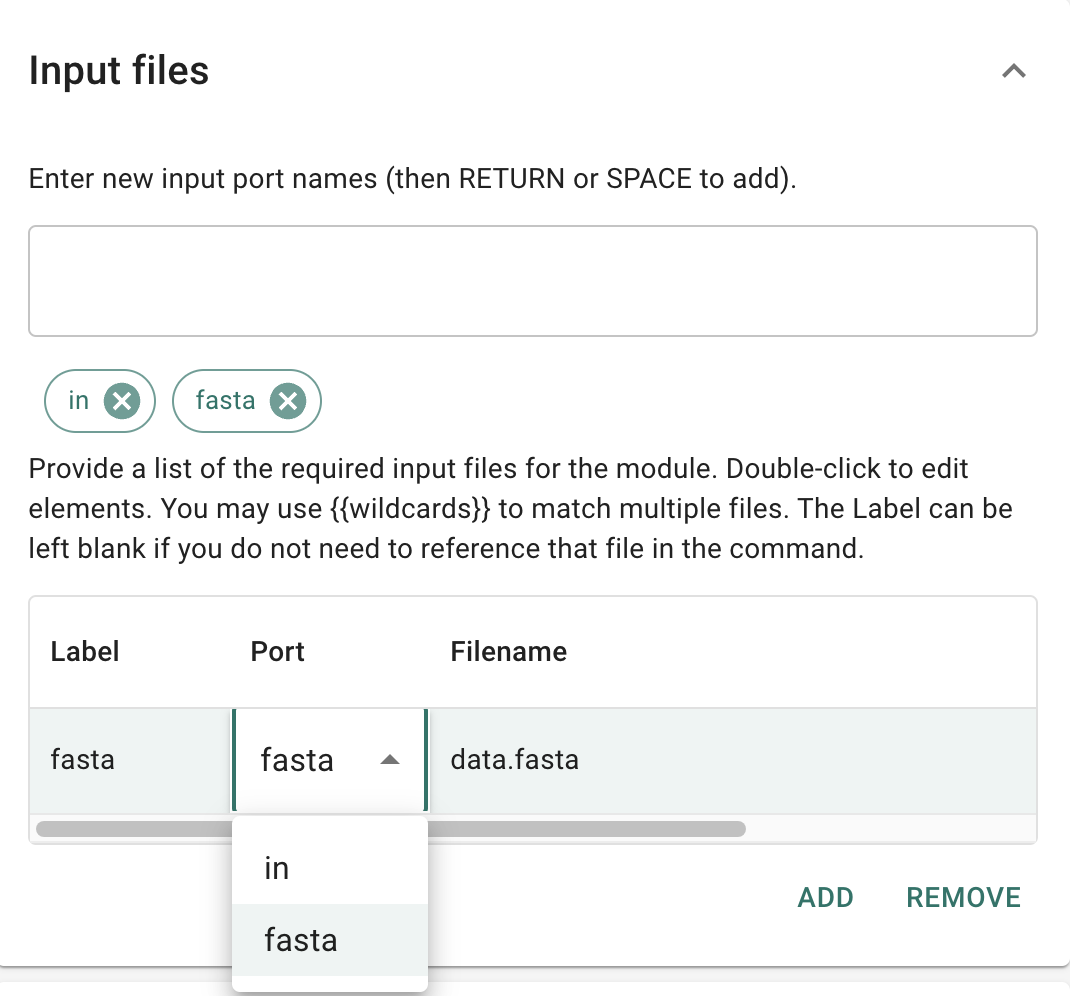 Input files
Enter new input port names (then RETURN or SPACE to add).
in
fasta
Provide a list of the required input files for the module. Double-click to edit
elements. You may use {{wildcards}} to match multiple files. The Label can be
left blank if you do not need to reference that file in the command.
Label Port Filename
fasta fasta data.fasta
in
fasta
ADD REMOVE